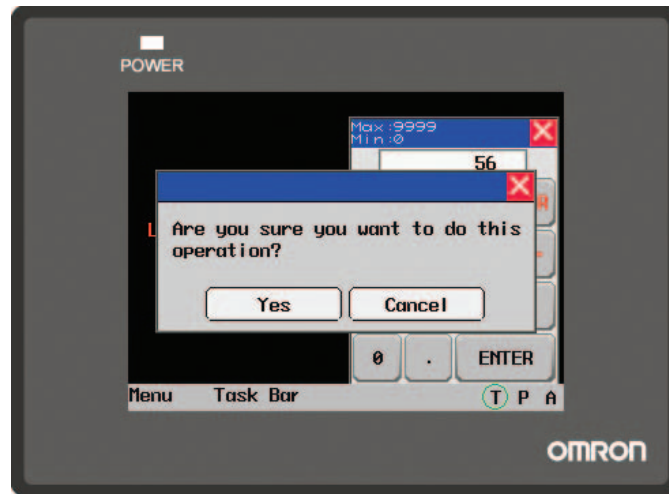 POWER
Max:9999
Min:0
56
L
Are you sure you want to do this
operation?
Yes
Cancel
0
.
ENTER
Menu
Task Bar
T P A
OMRON